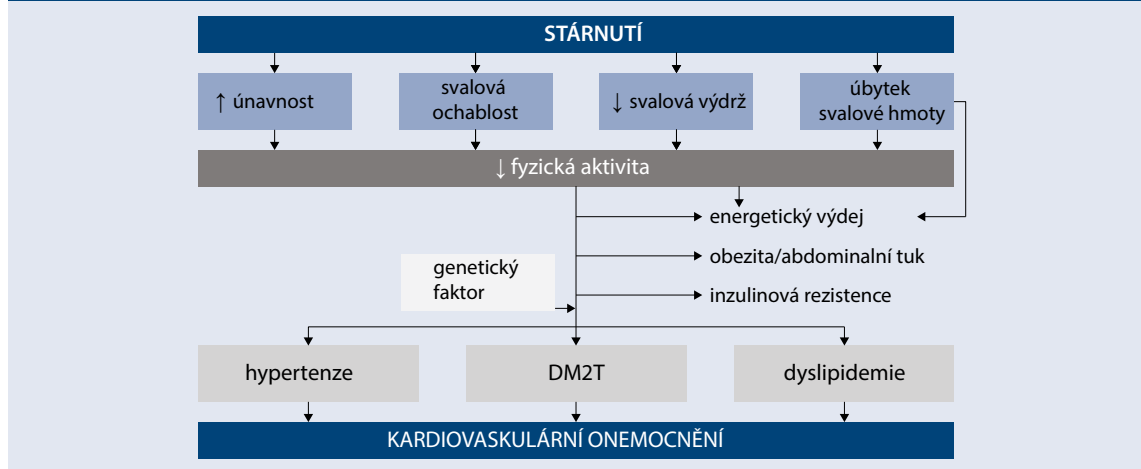 STÁRNUTÍ
↑ únavnost
svalová
ochablost
↓ svalová výdrž
úbytek
svalové hmoty
↓ fyzická aktivita
energetický výdej
obezita/abdominalní tuk
genetický
faktor
inzulinová rezistence
hypertenze
DM2T
dyslipidemie
KARDIOVASKULÁRNÍ ONEMOCNĚNÍ